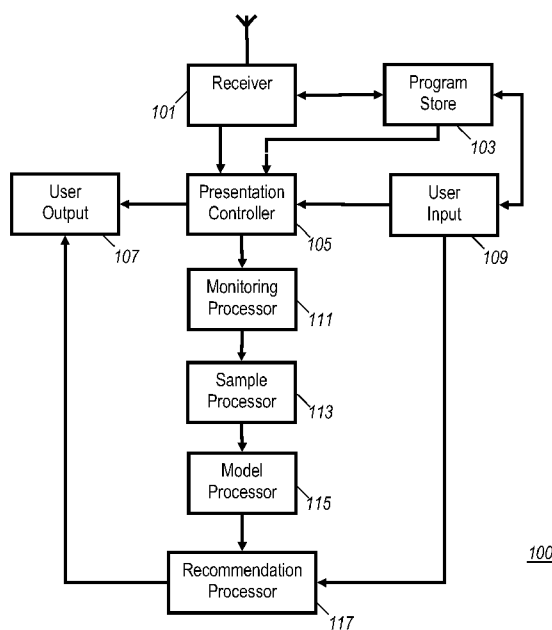 Receiver
101
Program
Store
103
User
Output
107
Presentation
Controller
105
User
Input
109
Monitoring
Processor
111
Sample
Processor
113
Model
Processor
115
100
Recommendation
Processor
117